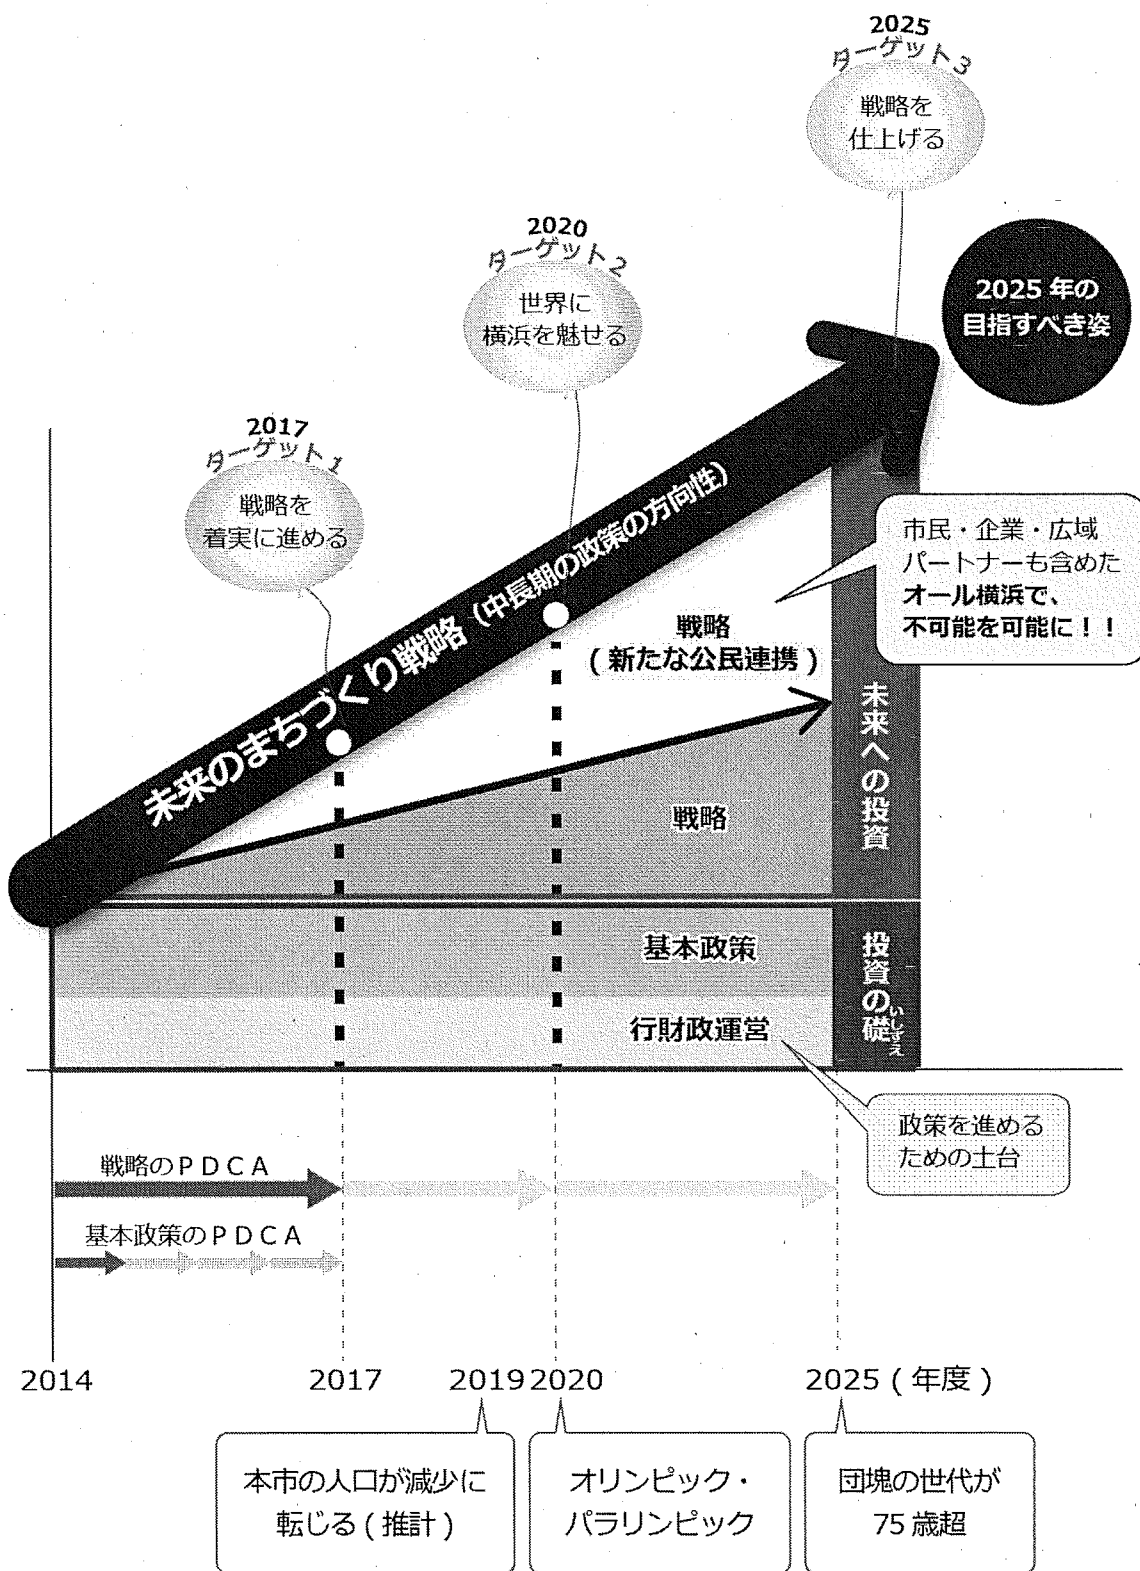 2025
ターゲット3
戦略を
仕上げる
2020
ターゲット2
世界に
横浜を魅せる
2025 年の
目指すべき姿
2017
ターゲット1
戦略を
着実に進める
未来のまちづくり戦略(中長期の政策の方向性)
市民・企業・広域
パートナーも含めた
オール横浜で、
不可能を可能に!!
戦略
(新たな公民連携)
未来への投資
戦略
基本政策
投資の礎
いしずえ
行財政運営
政策を進める
ための土台
戦略のPDCA
基本政策のPDCA
2014 2017 2019 2020 2025 (年度)
本市の人口が減少に
転じる(推計)
オリンピック・
パラリンピック
団塊の世代が
75 歳超